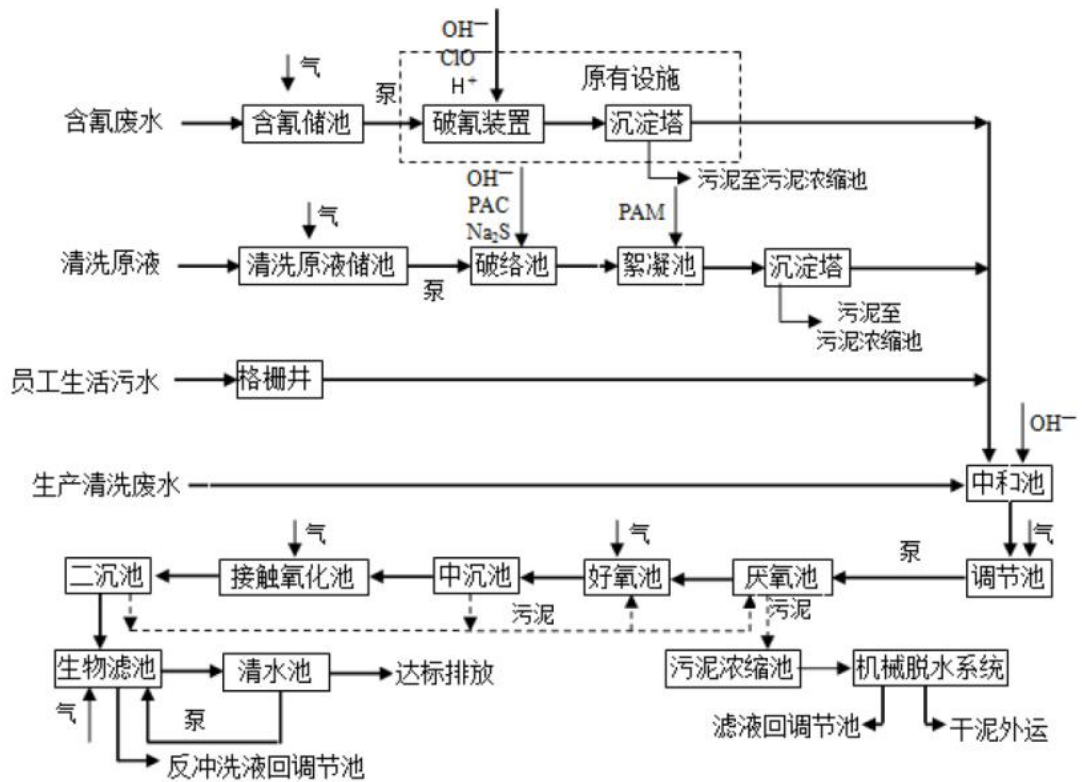 OH⁻
ClO⁻
H⁺
原有设施
气
泵
含氰废水
含氰储池
破氰装置
沉淀塔
污泥至污泥浓缩池
OH⁻
PAC
Na₂S
PAM
气
清洗原液
清洗原液储池
泵
破络池
絮凝池
沉淀塔
污泥至
污泥浓缩池
员工生活污水
格栅井
OH⁻
生产清洗废水
中和池
气
气
泵
气
二沉池
接触氧化池
中沉池
好氧池
厌氧池
调节池
污泥
污泥
生物滤池
清水池
达标排放
污泥浓缩池
机械脱水系统
气
泵
滤液回调节池
干泥外运
反冲洗液回调节池